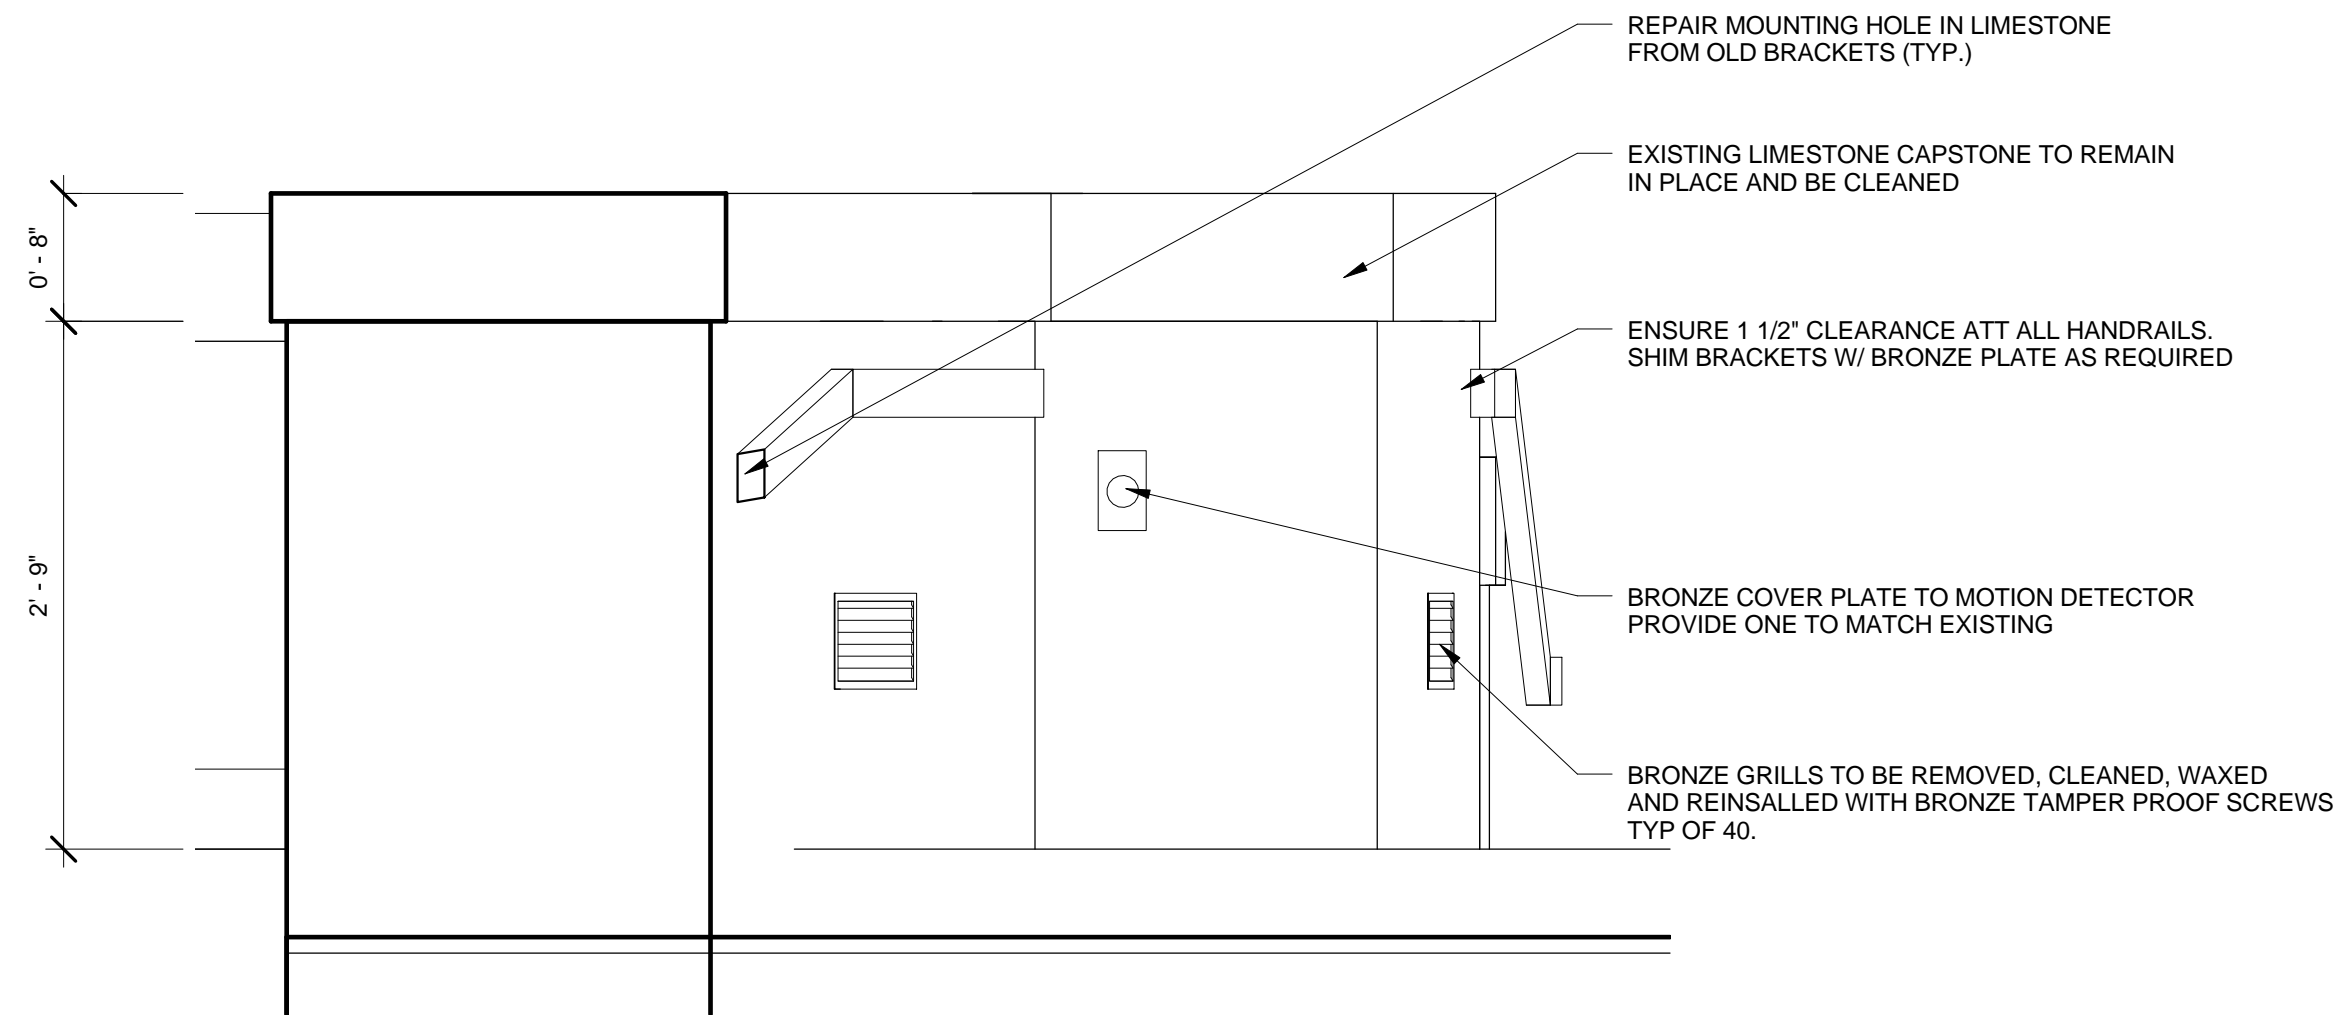 REPAIR MOUNTING HOLE IN LIMESTONE
FROM OLD BRACKETS (TYP.)
EXISTING LIMESTONE CAPSTONE TO REMAIN
IN PLACE AND BE CLEANED
0' - 8"
ENSURE 1 1/2" CLEARANCE ATT ALL HANDRAILS.
SHIM BRACKETS W/ BRONZE PLATE AS REQUIRED
2' - 9"
BRONZE COVER PLATE TO MOTION DETECTOR
PROVIDE ONE TO MATCH EXISTING
BRONZE GRILLS TO BE REMOVED, CLEANED, WAXED
AND REINSALLED WITH BRONZE TAMPER PROOF SCREWS
TYP OF 40.